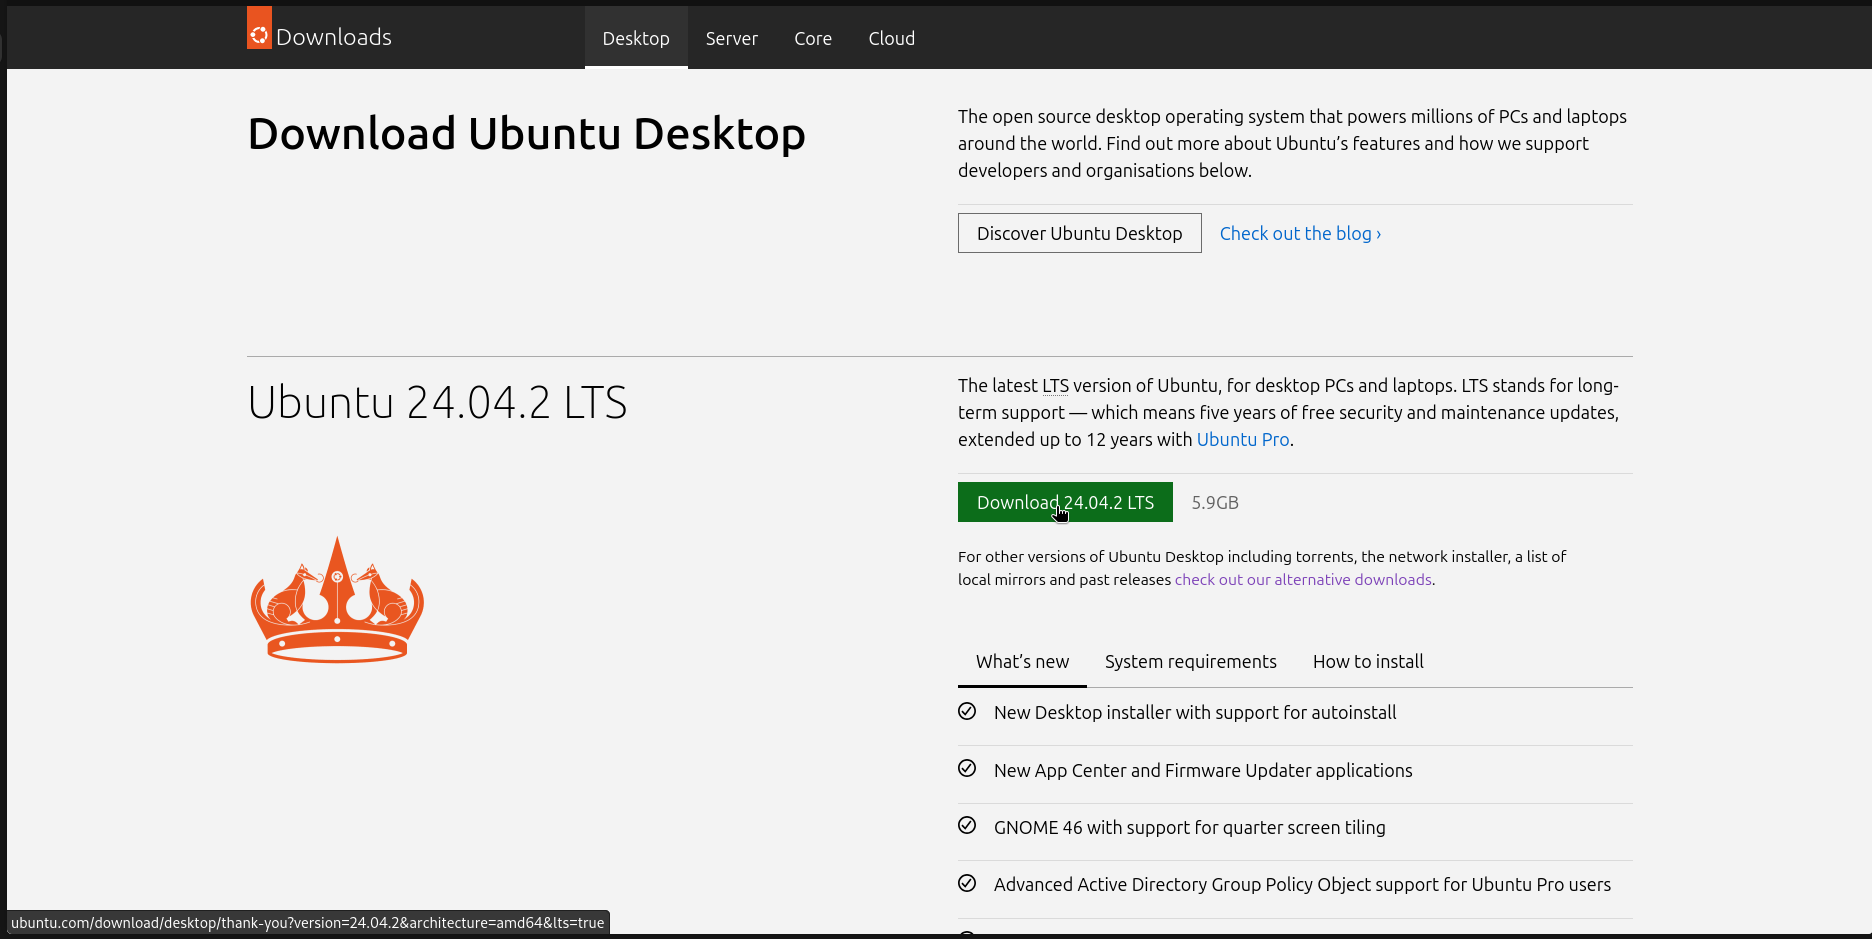 Downloads
Desktop
Server
Core
Cloud
Download Ubuntu Desktop
The open source desktop operating system that powers millions of PCs and laptops
around the world. Find out more about Ubuntu’s features and how we support
developers and organisations below.
Discover Ubuntu Desktop
Check out the blog ›
Ubuntu 24.04.2 LTS
The latest LTS version of Ubuntu, for desktop PCs and laptops. LTS stands for long-
term support — which means five years of free security and maintenance updates,
extended up to 12 years with Ubuntu Pro.
Download 24.04.2 LTS
5.9GB
For other versions of Ubuntu Desktop including torrents, the network installer, a list of
local mirrors and past releases check out our alternative downloads.
What’s new
System requirements
How to install
New Desktop installer with support for autoinstall
New App Center and Firmware Updater applications
GNOME 46 with support for quarter screen tiling
Advanced Active Directory Group Policy Object support for Ubuntu Pro users
ubuntu.com/download/desktop/thank-you?version=24.04.2&architecture=amd64&lts=true